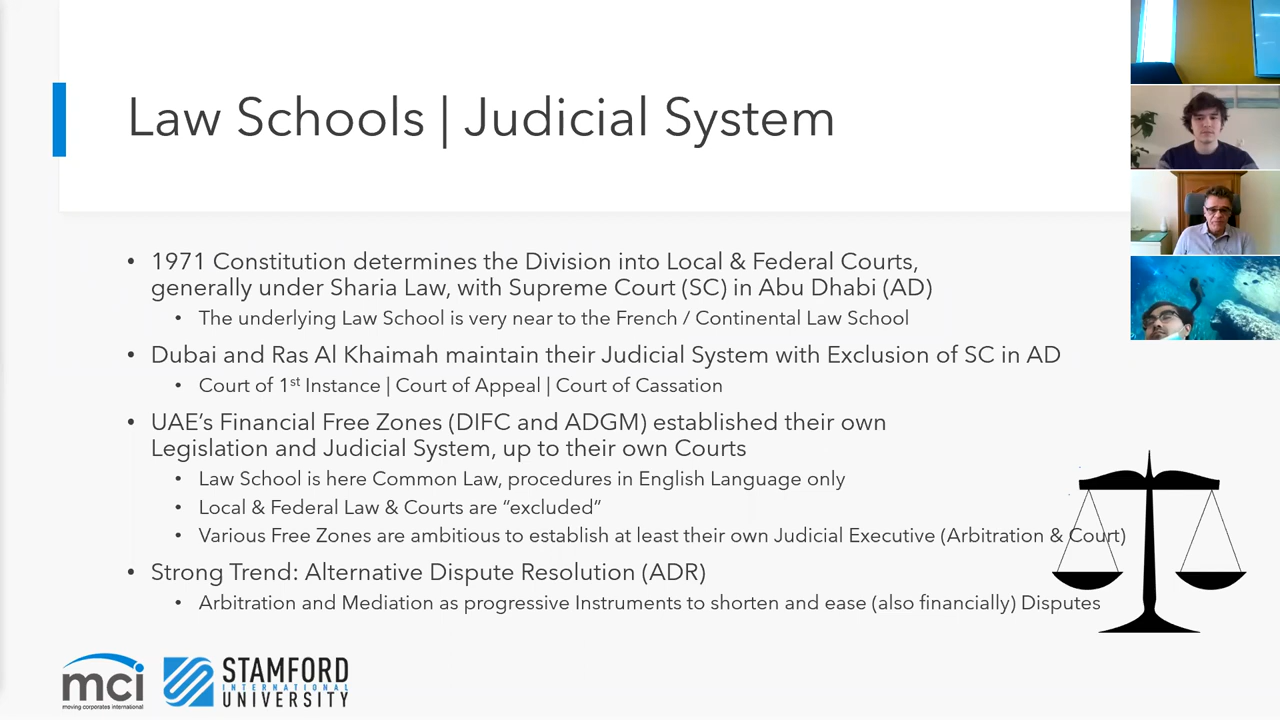 Law Schools | Judicial System
• 1971 Constitution determines the Division into Local & Federal Courts,
generally under Sharia Law, with Supreme Court (SC) in Abu Dhabi (AD)
• The underlying Law School is very near to the French / Continental Law School
• Dubai and Ras Al Khaimah maintain their Judicial System with Exclusion of SC in AD
• Court of 1st Instance | Court of Appeal | Court of Cassation
• UAE’s Financial Free Zones (DIFC and ADGM) established their own
Legislation and Judicial System, up to their own Courts
• Law School is here Common Law, procedures in English Language only
• Local & Federal Law & Courts are “excluded”
• Various Free Zones are ambitious to establish at least their own Judicial Executive (Arbitration & Court)
• Strong Trend: Alternative Dispute Resolution (ADR)
• Arbitration and Mediation as progressive Instruments to shorten and ease (also financially) Disputes
mci
moving corporates international
STAMFORD
INTERNATIONAL
UNIVERSITY